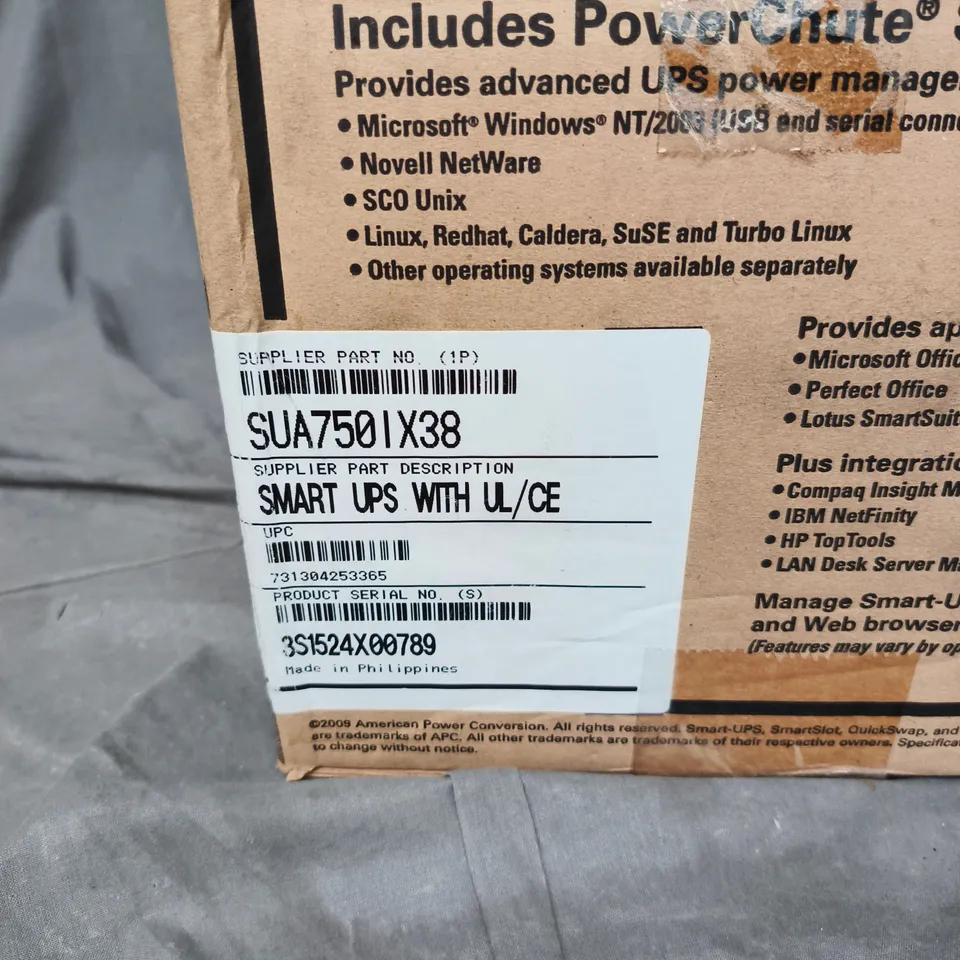 Includes PowerChute®
Provides advanced UPS power manage
• Microsoft® Windows® NT/2003 (USB and serial conn
• Novell NetWare
• SCO Unix
• Linux, Redhat, Caldera, SuSE and Turbo Linux
• Other operating systems available separately
SUPPLIER PART NO. (1P)
SUA750IX38
SUPPLIER PART DESCRIPTION
SMART UPS WITH UL/CE
UPC
731304253365
PRODUCT SERIAL NO. (S)
3S1524X00789
Made in Philippines
Provides ap
• Microsoft Offic
• Perfect Office
• Lotus SmartSuit
Plus integratio
• Compaq Insight M
• IBM NetFinity
• HP TopTools
• LAN Desk Server Ma
Manage Smart-U
and Web browser
(Features may vary by op
©2009 American Power Conversion. All rights reserved. Smart-UPS, SmartSlot, QuickSwap, and
are trademarks of APC. All other trademarks are trademarks of their respective owners. Specificat
to change without notice.